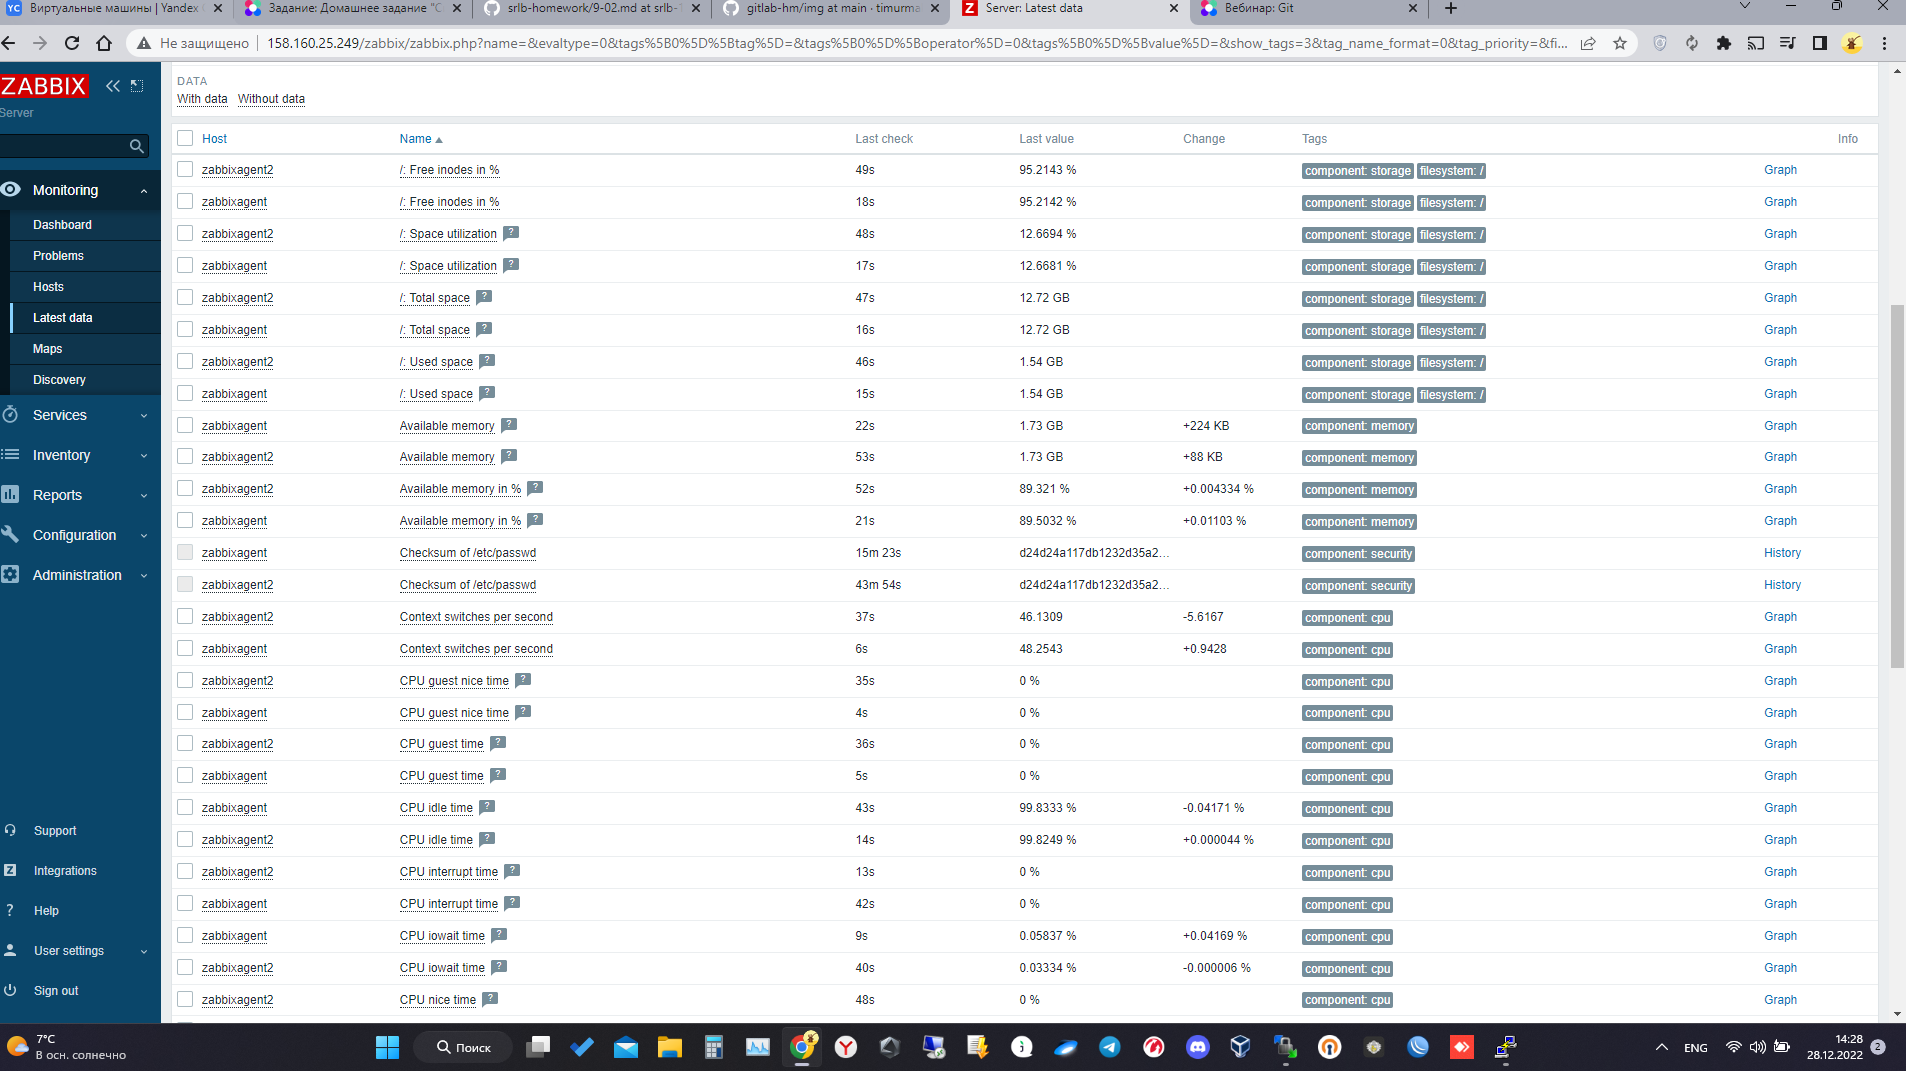 Виртуальные машины | Yandex
Задание: Домашнее задание "С
srlb-homework/9-02.md at srlb-
gitlab-hm/img at main · timurma
Server: Latest data
Вебинар: Git
Не защищено | 158.160.25.249/zabbix/zabbix.php?name=&evaltype=0&tags%5B0%5D%5Btag%5D=&tags%5B0%5D%5Boperator%5D=0&tags%5B0%5D%5Bvalue%5D=&show_tags=3&tag_name_format=0&tag_priority=&fi...
ZABBIX
Server
Monitoring
Dashboard
Problems
Hosts
Latest data
Maps
Discovery
Services
Inventory
Reports
Configuration
Administration
Support
Integrations
Help
User settings
Sign out
DATA
With data Without data
Host Name Last check Last value Change Tags Info
zabbixagent2 /: Free inodes in % 49s 95.2143 % component: storage filesystem: / Graph
zabbixagent /: Free inodes in % 18s 95.2142 % component: storage filesystem: / Graph
zabbixagent2 /: Space utilization ? 48s 12.6694 % component: storage filesystem: / Graph
zabbixagent /: Space utilization ? 17s 12.6681 % component: storage filesystem: / Graph
zabbixagent2 /: Total space ? 47s 12.72 GB component: storage filesystem: / Graph
zabbixagent /: Total space ? 16s 12.72 GB component: storage filesystem: / Graph
zabbixagent2 /: Used space ? 46s 1.54 GB component: storage filesystem: / Graph
zabbixagent /: Used space ? 15s 1.54 GB component: storage filesystem: / Graph
zabbixagent Available memory ? 22s 1.73 GB +224 KB component: memory Graph
zabbixagent2 Available memory ? 53s 1.73 GB +88 KB component: memory Graph
zabbixagent2 Available memory in % ? 52s 89.321 % +0.004334 % component: memory Graph
zabbixagent Available memory in % ? 21s 89.5032 % +0.01103 % component: memory Graph
zabbixagent Checksum of /etc/passwd 15m 23s d24d24a117db1232d35a2... component: security History
zabbixagent2 Checksum of /etc/passwd 43m 54s d24d24a117db1232d35a2... component: security History
zabbixagent2 Context switches per second 37s 46.1309 -5.6167 component: cpu Graph
zabbixagent Context switches per second 6s 48.2543 +0.9428 component: cpu Graph
zabbixagent2 CPU guest nice time ? 35s 0 % component: cpu Graph
zabbixagent CPU guest nice time ? 4s 0 % component: cpu Graph
zabbixagent2 CPU guest time ? 36s 0 % component: cpu Graph
zabbixagent CPU guest time ? 5s 0 % component: cpu Graph
zabbixagent CPU idle time ? 43s 99.8333 % -0.04171 % component: cpu Graph
zabbixagent2 CPU idle time ? 14s 99.8249 % +0.000044 % component: cpu Graph
zabbixagent2 CPU interrupt time ? 13s 0 % component: cpu Graph
zabbixagent CPU interrupt time ? 42s 0 % component: cpu Graph
zabbixagent CPU iowait time ? 9s 0.05837 % +0.04169 % component: cpu Graph
zabbixagent2 CPU iowait time ? 40s 0.03334 % -0.000006 % component: cpu Graph
zabbixagent2 CPU nice time ? 48s 0 % component: cpu Graph
7°C
В осн. солнечно
Поиск
ENG
14:28
28.12.2022
2